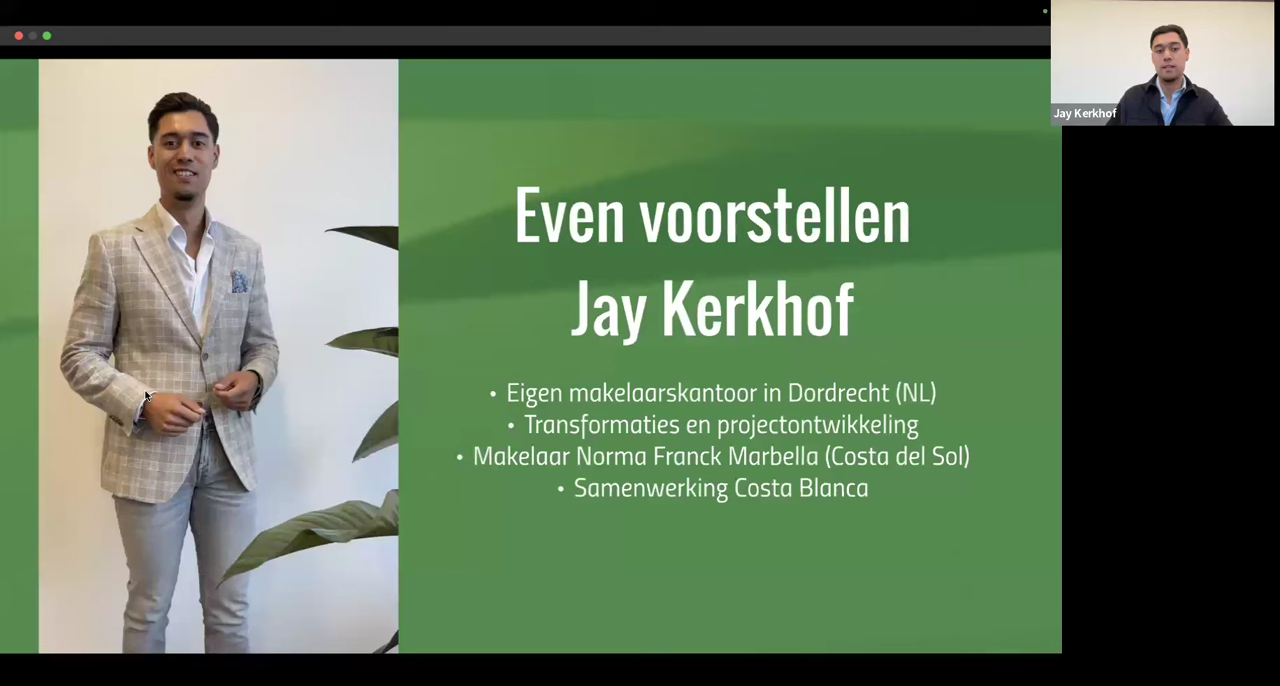 Even voorstellen
Jay Kerkhof
• Eigen makelaarskantoor in Dordrecht (NL)
• Transformaties en projectontwikkeling
• Makelaar Norma Franck Marbella (Costa del Sol)
• Samenwerking Costa Blanca
Jay Kerkhof